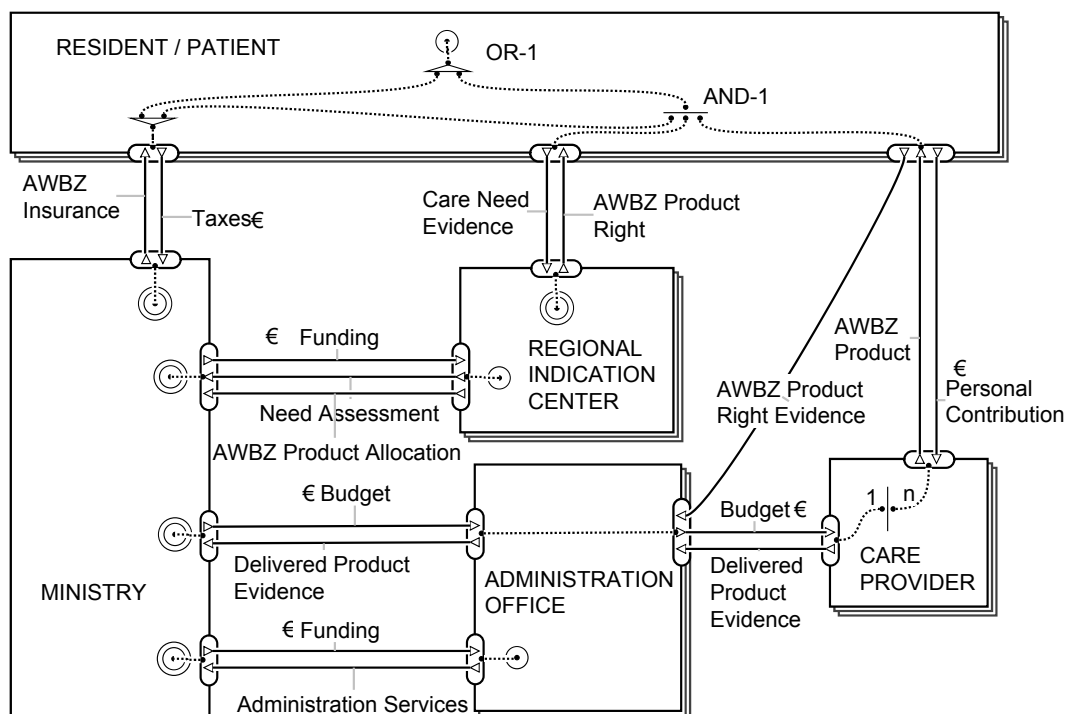 RESIDENT / PATIENT
OR-1
AND-1
AWBZ
Insurance
Taxes€
Care Need
Evidence
AWBZ Product
Right
€ Funding
Need Assessment
AWBZ Product Allocation
REGIONAL
INDICATION
CENTER
AWBZ
Product
AWBZ Product
Right Evidence
€
Personal
Contribution
€ Budget
Delivered Product
Evidence
MINISTRY
ADMINISTRATION
OFFICE
Budget €
Delivered
Product
Evidence
1
n
CARE
PROVIDER
€ Funding
Administration Services